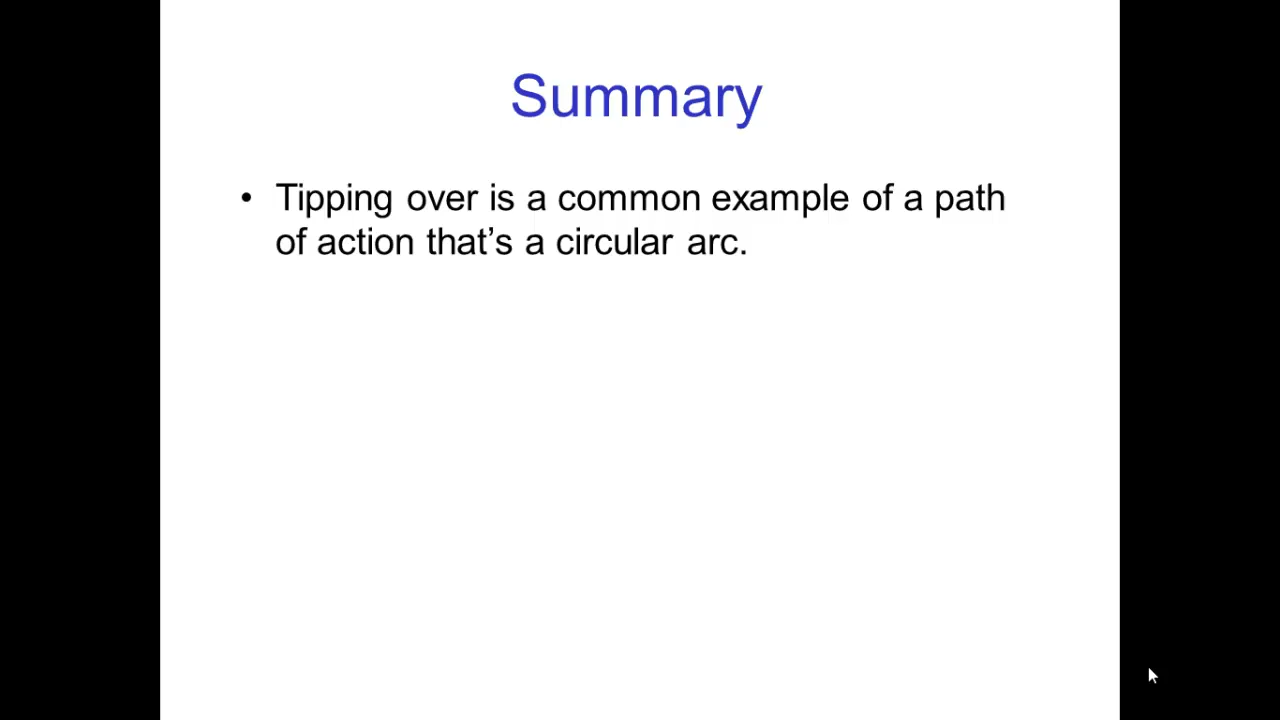 Summary
• Tipping over is a common example of a path
of action that’s a circular arc.